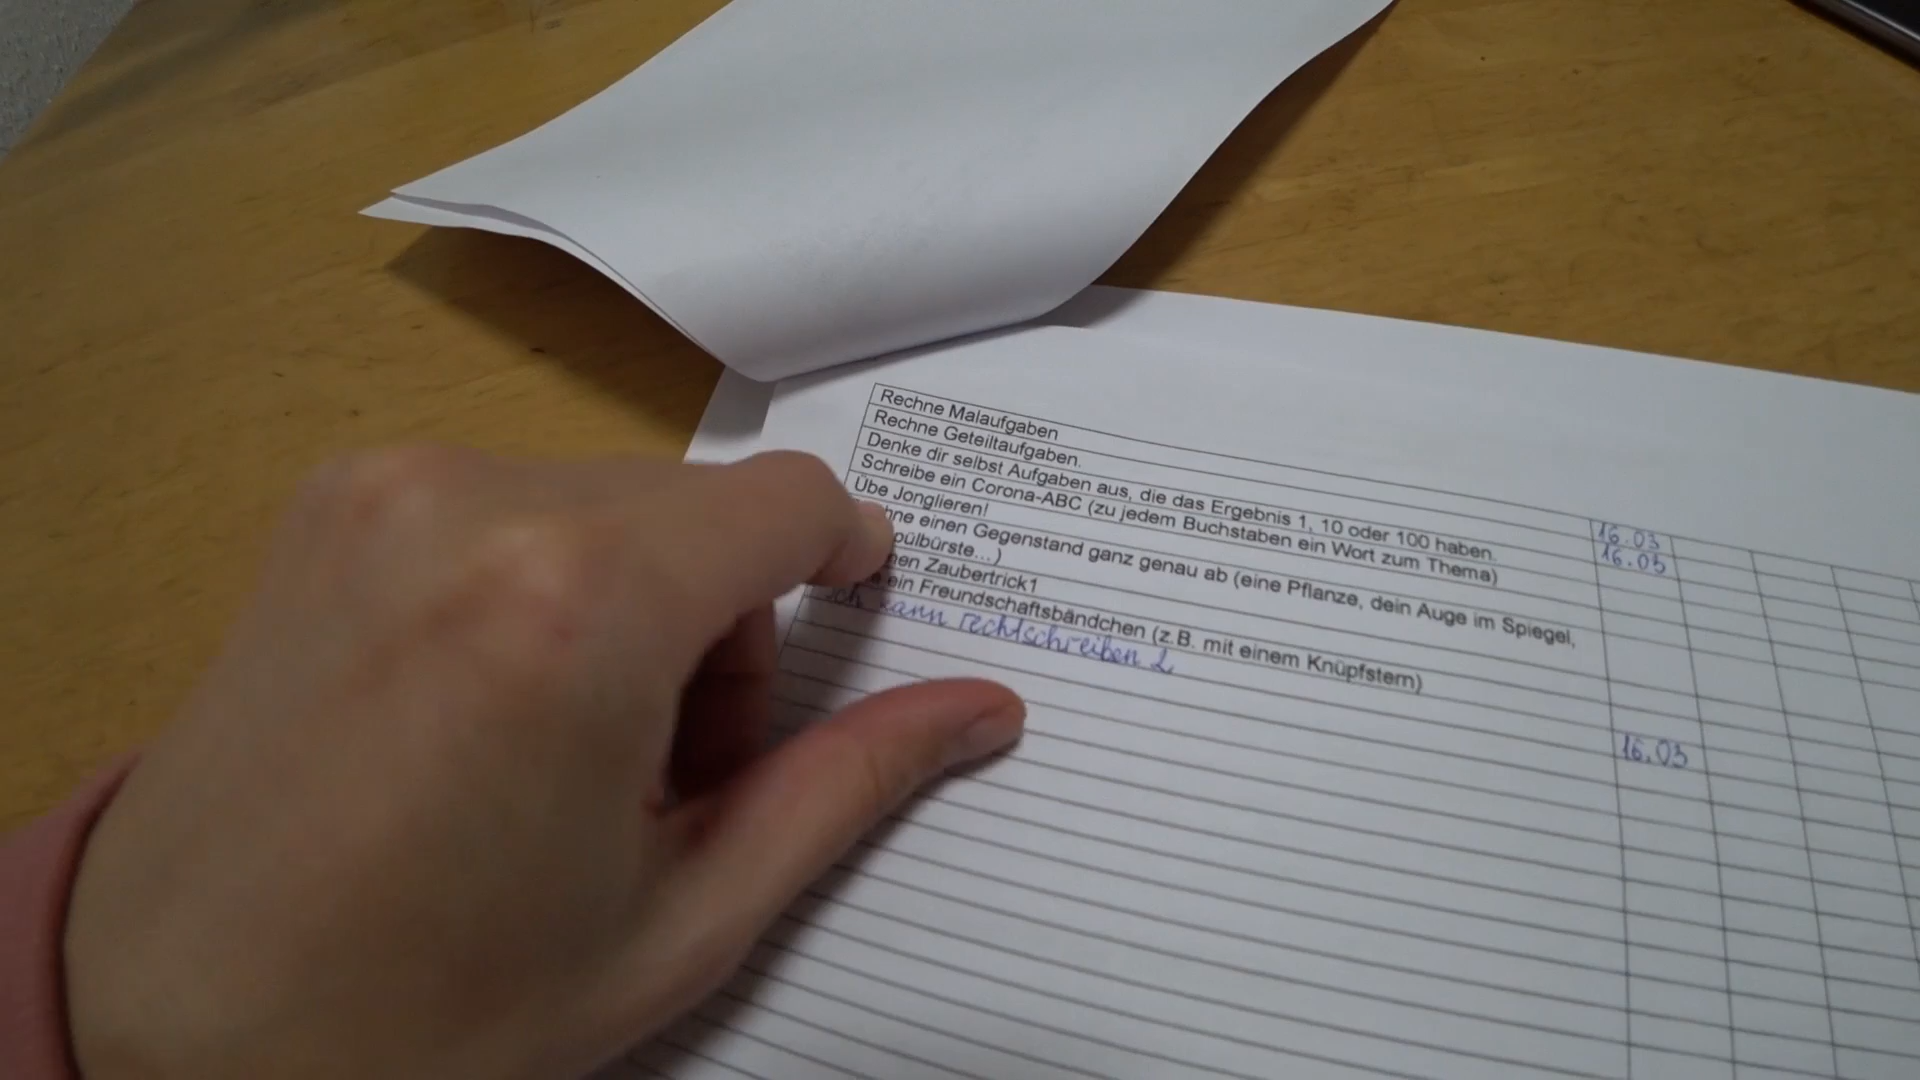 Rechne Malaufgaben 16.03
Rechne Geteiltaufgaben. 16.03
Denke dir selbst Aufgaben aus, die das Ergebnis 1, 10 oder 100 haben.
Schreibe ein Corona-ABC (zu jedem Buchstaben ein Wort zum Thema)
Übe Jonglieren!
hne einen Gegenstand ganz genau ab (eine Pflanze, dein Auge im Spiegel,
pülbürste...)
nen Zaubertrick1
ein Freundschaftsbändchen (z.B. mit einem Knüpfstern)
Ich kann rechtschreiben 2 16.03